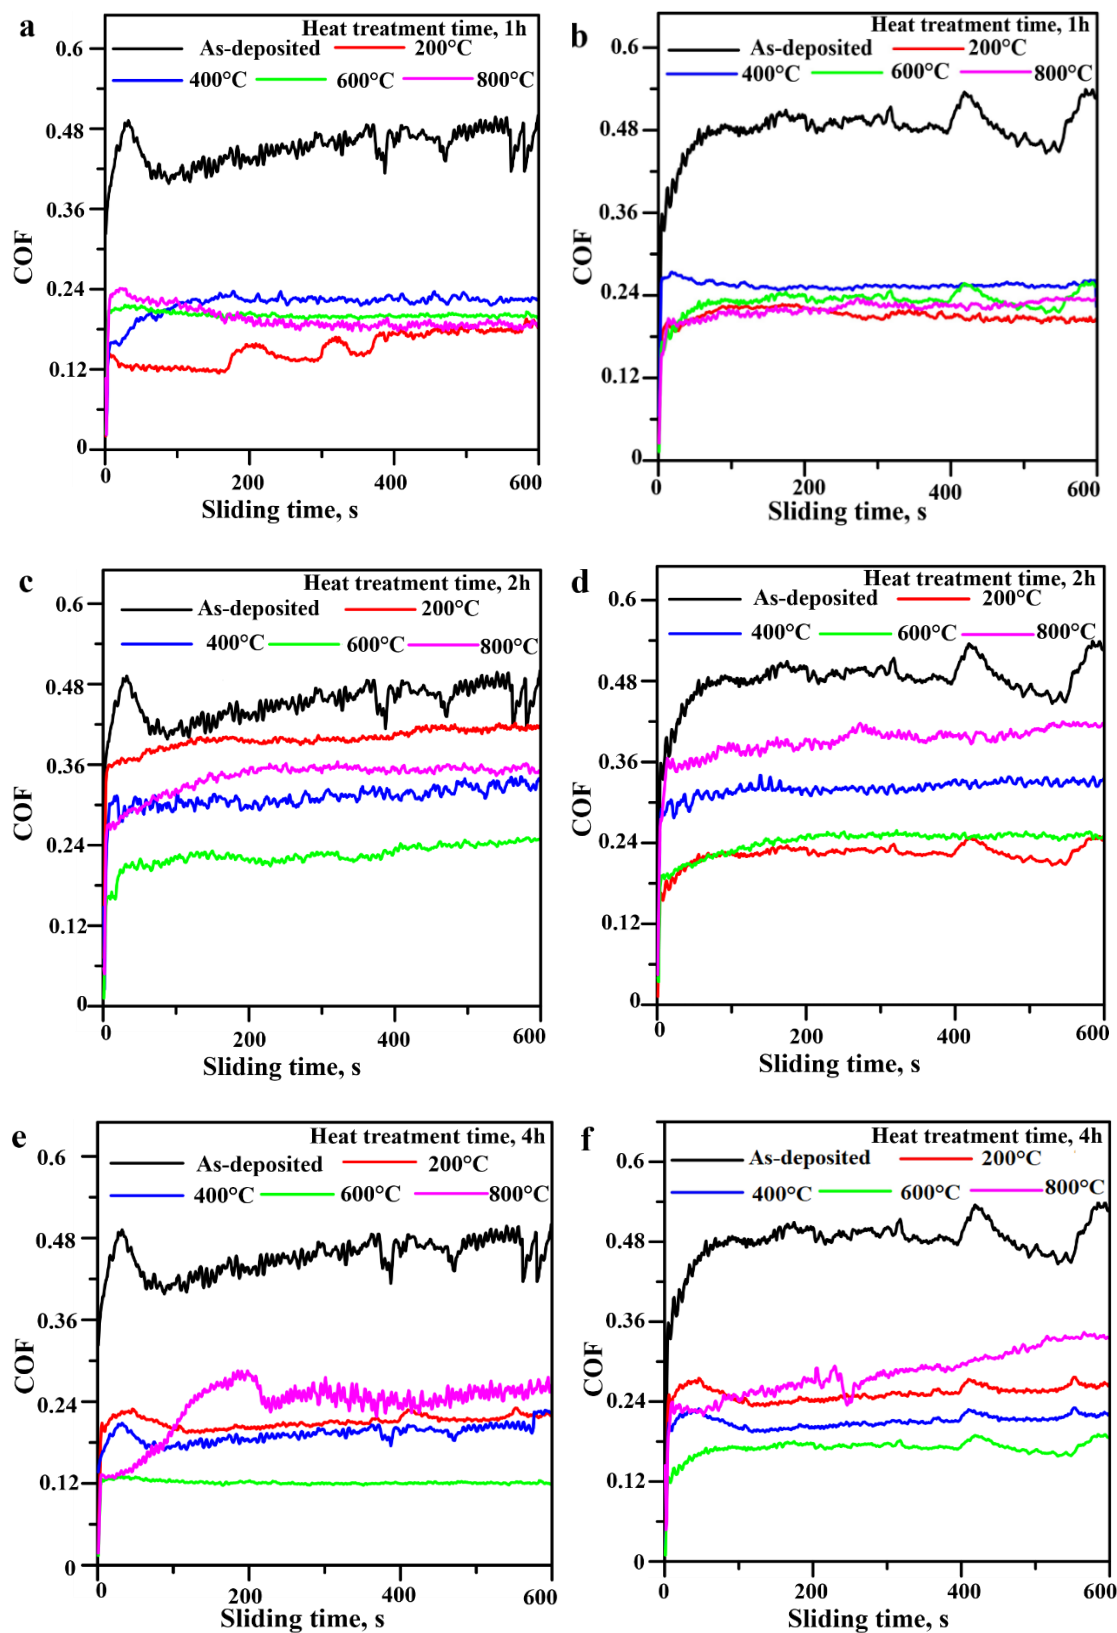 a
Heat treatment time, 1h
As-deposited 200°C
400°C 600°C 800°C
0.6
0.48
0.36
0.24
0.12
0
COF
0 200 400 600
Sliding time, s
b
Heat treatment time, 1h
As-deposited 200°C
400°C 600°C 800°C
0.6
0.48
0.36
0.24
0.12
0
COF
0 200 400 600
Sliding time, s
c
Heat treatment time, 2h
As-deposited 200°C
400°C 600°C 800°C
0.6
0.48
0.36
0.24
0.12
0
COF
0 200 400 600
Sliding time, s
d
Heat treatment time, 2h
As-deposited 200°C
400°C 600°C 800°C
0.6
0.48
0.36
0.24
0.12
0
COF
0 200 400 600
Sliding time, s
e
Heat treatment time, 4h
As-deposited 200°C
400°C 600°C 800°C
0.6
0.48
0.36
0.24
0.12
0
COF
0 200 400 600
Sliding time, s
f
Heat treatment time, 4h
As-deposited 200°C
400°C 600°C 800°C
0.6
0.48
0.36
0.24
0.12
0
COF
0 200 400 600
Sliding time, s